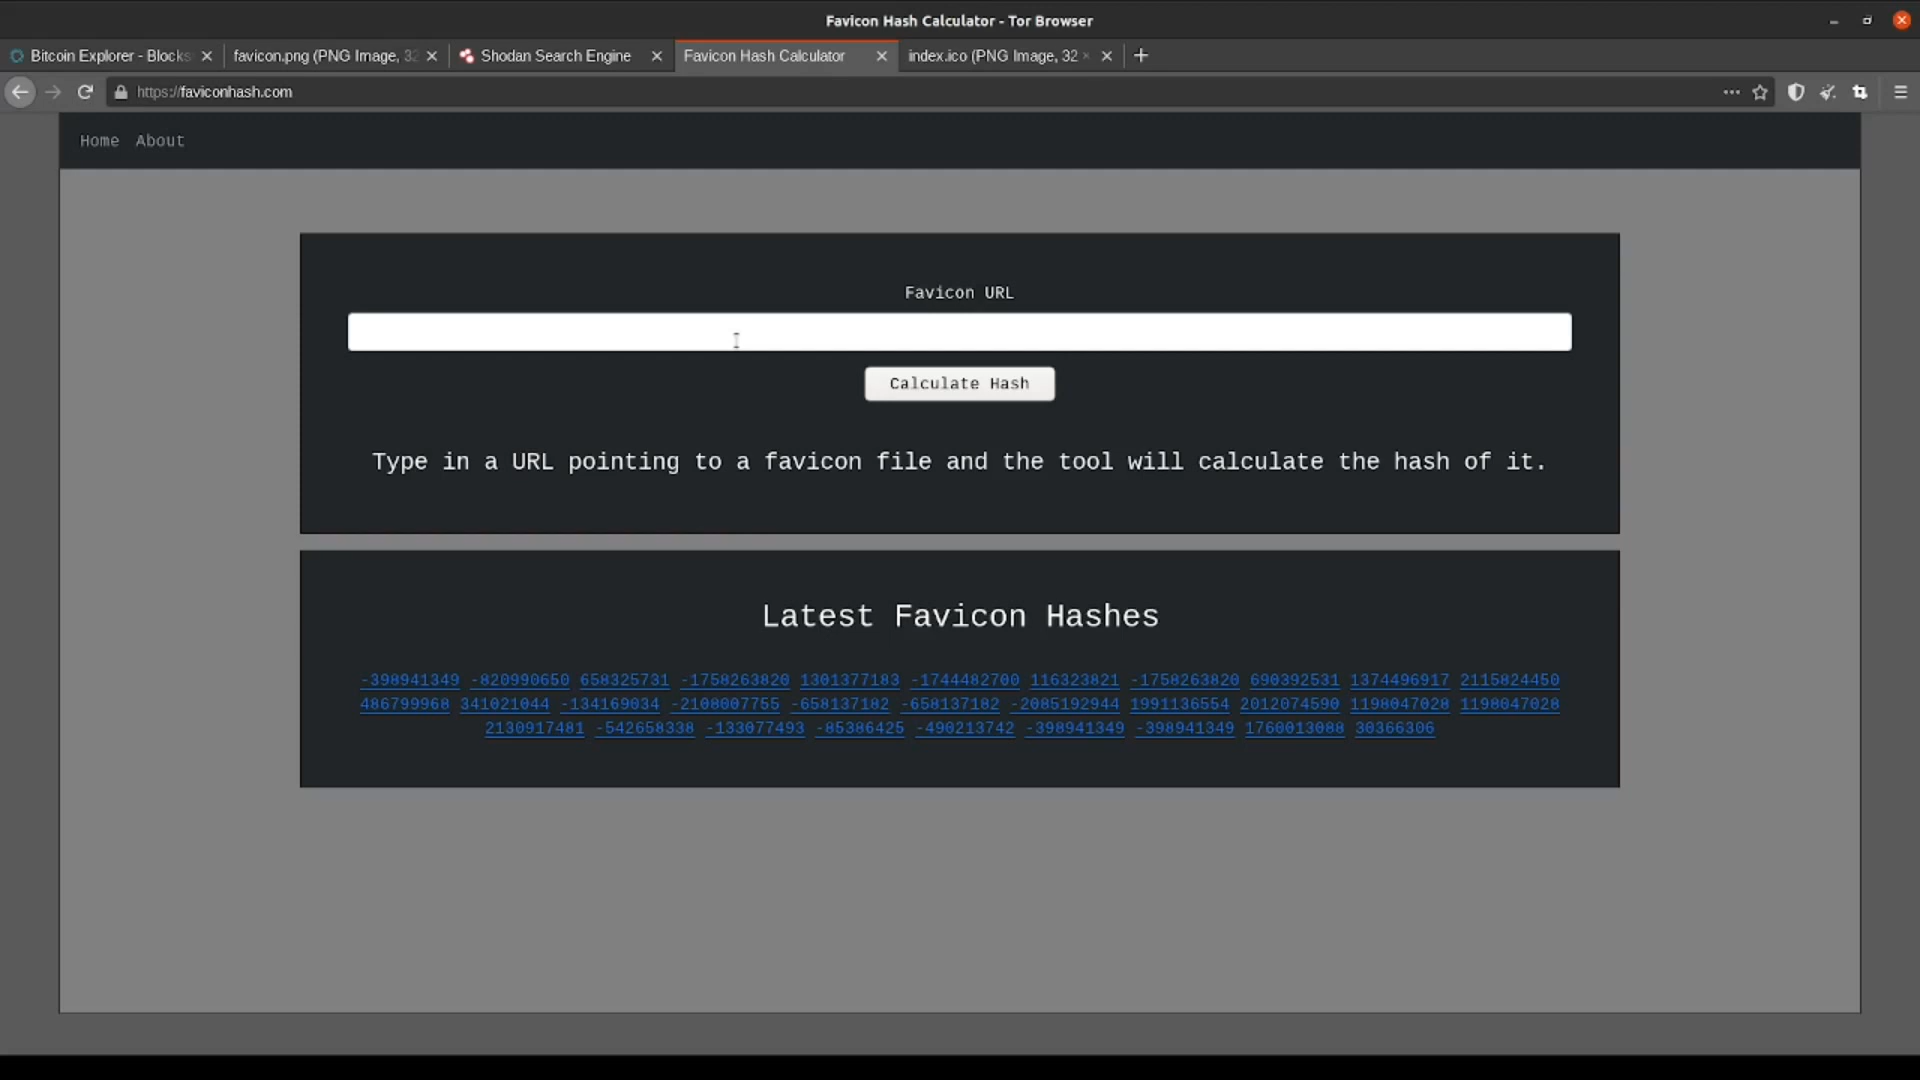 Favicon Hash Calculator - Tor Browser
Bitcoin Explorer - Blocks
favicon.png (PNG Image, 32
Shodan Search Engine
Favicon Hash Calculator
index.ico (PNG Image, 32 ×
https://faviconhash.com
Home About
Favicon URL
Calculate Hash
Type in a URL pointing to a favicon file and the tool will calculate the hash of it.
Latest Favicon Hashes
-398941349 -820990650 658325731 -1758263820 1301377183 -1744482700 116323821 -1758263820 690392531 1374496917 2115824450
486799968 341021044 -134169034 -2108007755 -658137182 -658137182 -2085192944 1991136554 2012074590 1198047028 1198047028
2130917481 -542658338 -133077493 -85386425 -490213742 -398941349 -398941349 1760013088 30366306